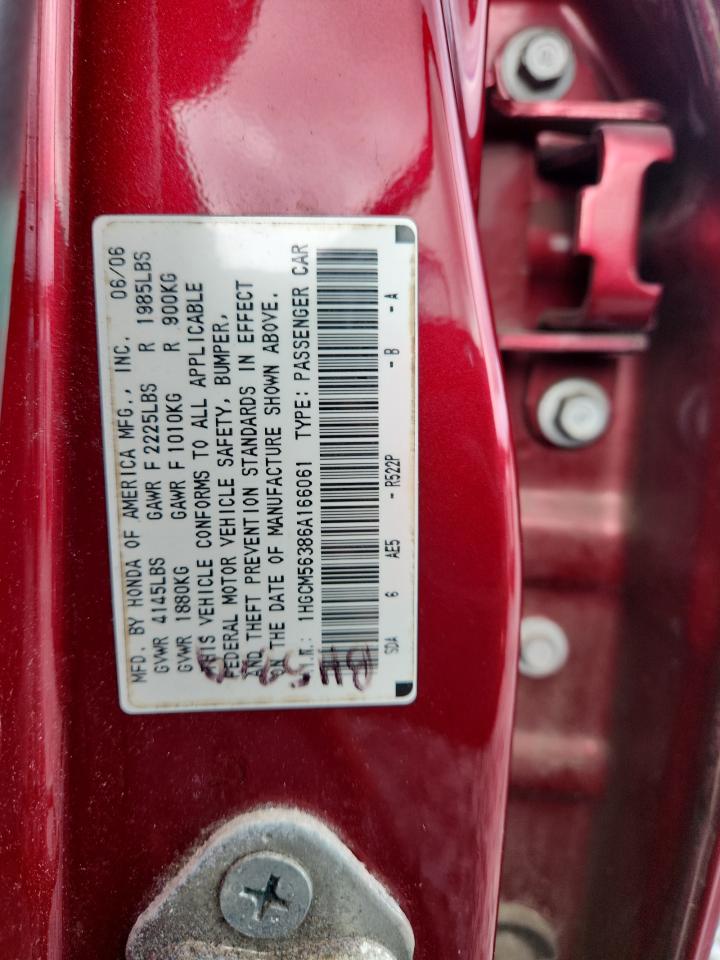 MFD. BY HONDA OF AMERICA MFG., INC. 06/06
GVWR 4145LBS GAWR F 2225LBS R 1985LBS
GVWR 1880KG GAWR F 1010KG R 900KG
THIS VEHICLE CONFORMS TO ALL APPLICABLE
FEDERAL MOTOR VEHICLE SAFETY, BUMPER,
AND THEFT PREVENTION STANDARDS IN EFFECT
ON THE DATE OF MANUFACTURE SHOWN ABOVE.
V.I.N.: 1HGCM56386A166061 TYPE: PASSENGER CAR
SDA 6 AE5 - R522P - B - A